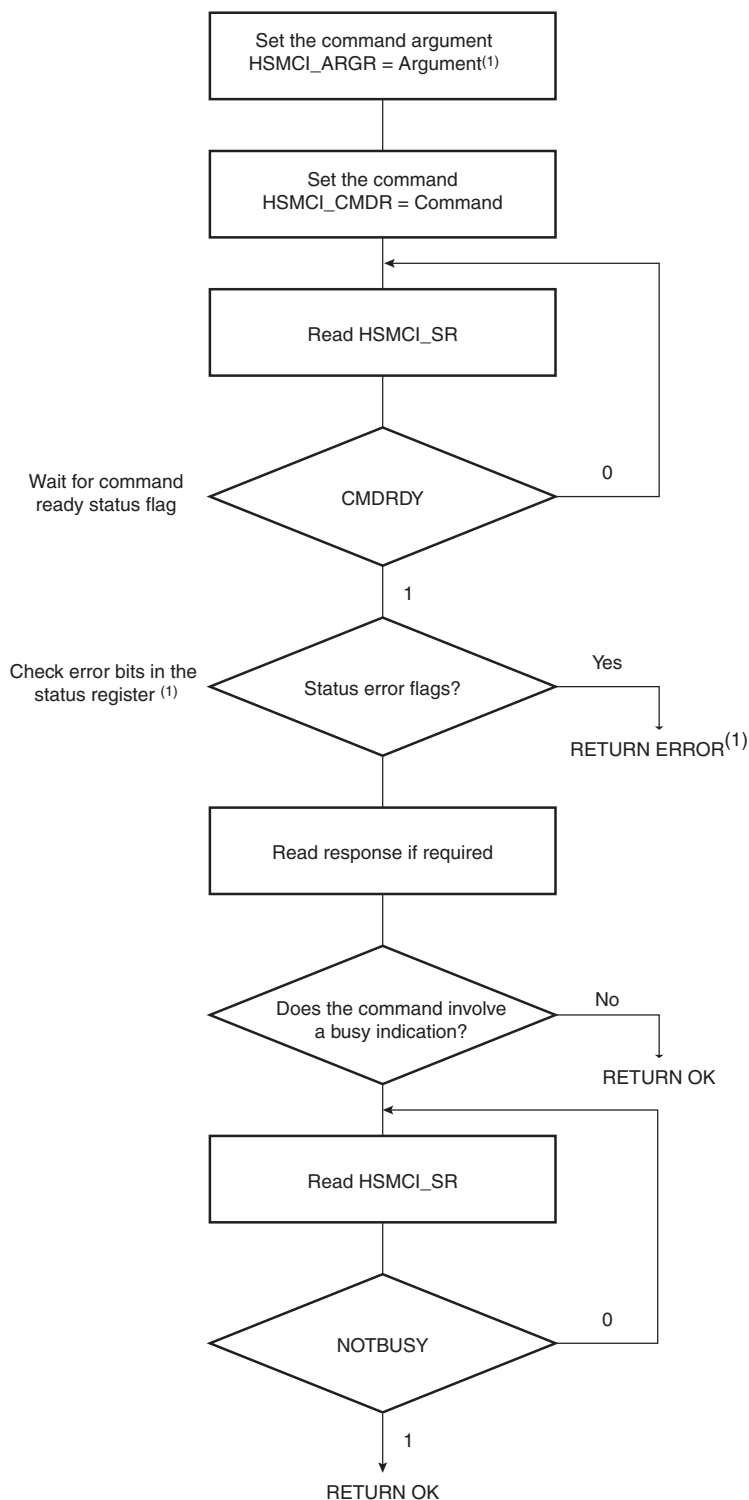 Set the command argument
HSMCI_ARGR = Argument(1)
Set the command
HSMCI_CMDR = Command
Read HSMCI_SR
Wait for command
ready status flag
CMDRDY
0
1
Check error bits in the
status register (1)
Status error flags?
Yes
RETURN ERROR(1)
Read response if required
Does the command involve
a busy indication?
No
RETURN OK
Read HSMCI_SR
NOTBUSY
0
1
RETURN OK